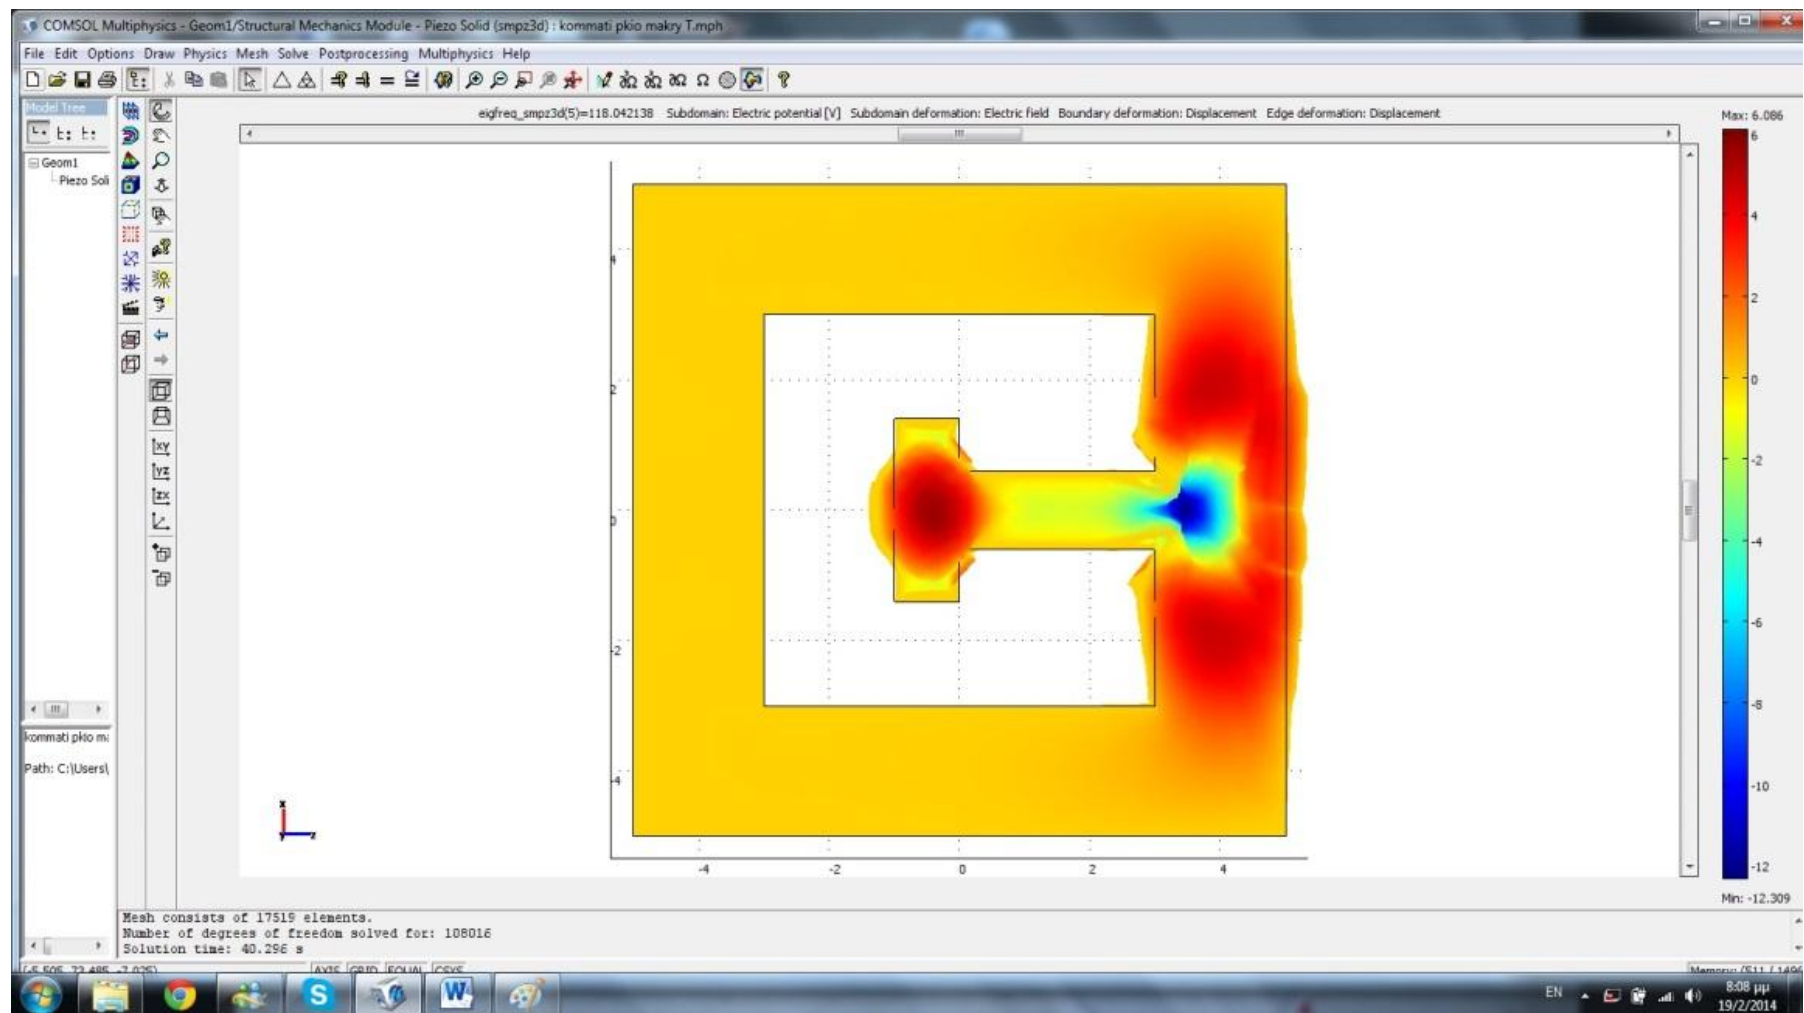 COMSOL Multiphysics - Geom1/Structural Mechanics Module - Piezo Solid (smpz3d) : kommati pkio makry T.mph
File Edit Options Draw Physics Mesh Solve Postprocessing Multiphysics Help
Model Tree
Geom1
Piezo Soli
eigfreq_smpz3d(5)=118.042138 Subdomain: Electric potential [V] Subdomain deformation: Electric field Boundary deformation: Displacement Edge deformation: Displacement
Max: 6.086
6
4
2
0
-2
-4
-6
-8
-10
-12
Min: -12.309
4
2
0
-2
-4
-4 -2 0 2 4
x
y z
xy
yz
zx
kommati pkio ma
Path: C:\Users\
Mesh consists of 17519 elements.
Number of degrees of freedom solved for: 108016
Solution time: 40.296 s
AXIS GRID EQUAL CSYS
EN
8:08 μμ
19/2/2014